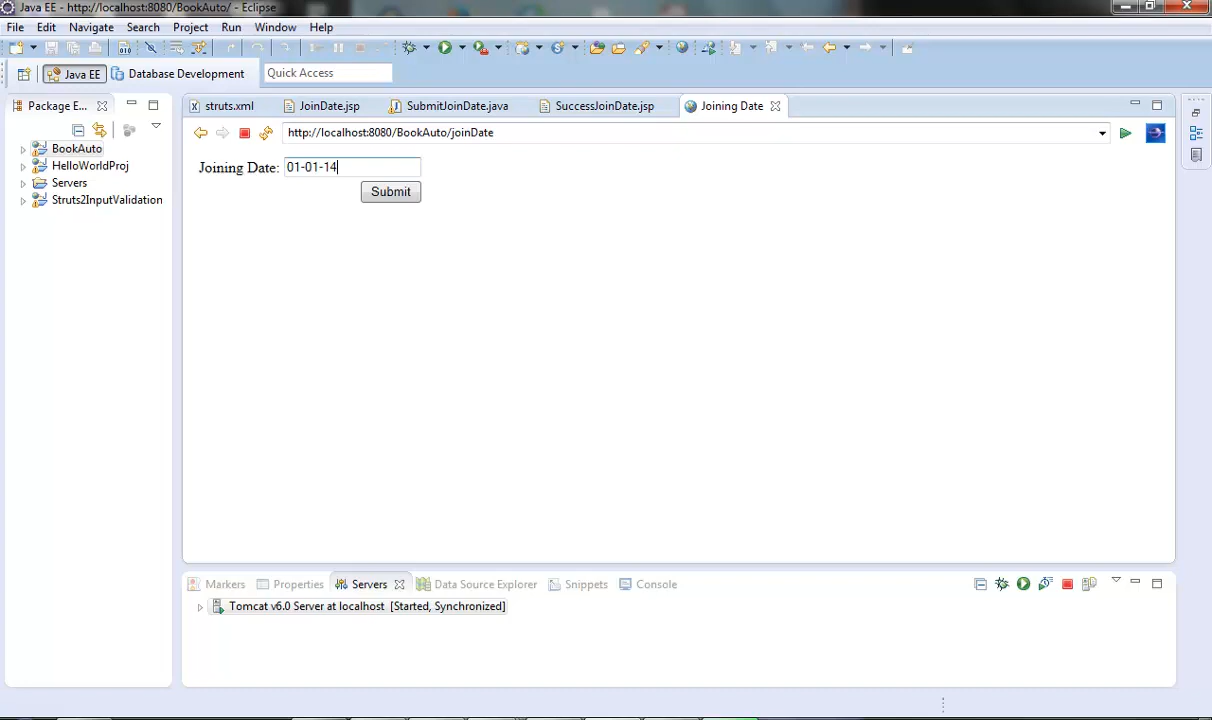 Java EE - http://localhost:8080/BookAuto/ - Eclipse
File Edit Navigate Search Project Run Window Help
Java EE Database Development Quick Access
Package E... struts.xml JoinDate.jsp SubmitJoinDate.java SuccessJoinDate.jsp Joining Date
http://localhost:8080/BookAuto/joinDate
BookAuto
HelloWorldProj
Servers
Struts2InputValidation
Joining Date: 01-01-14
Submit
Markers Properties Servers Data Source Explorer Snippets Console
Tomcat v6.0 Server at localhost [Started, Synchronized]